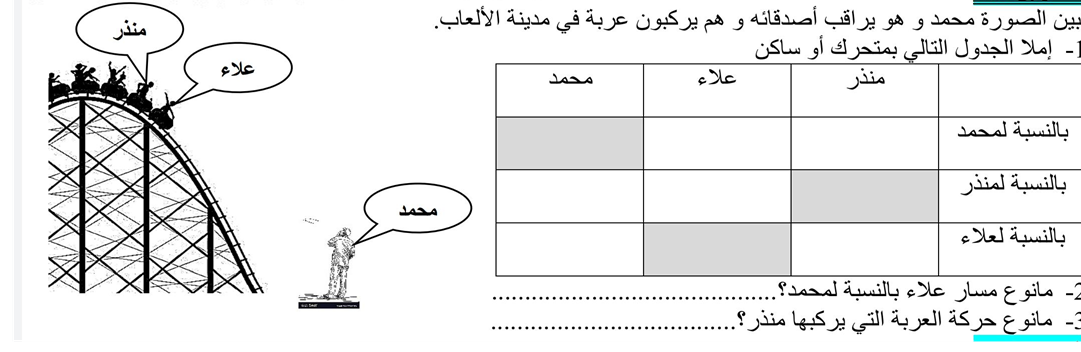 بين الصورة محمد و هو يراقب أصدقائه و هم يركبون عربة في مدينة الألعاب.
1- إملا الجدول التالي بمتحرك أو ساكن
منذر
علاء
محمد
منذر علاء محمد
بالنسبة لمحمد
بالنسبة لمنذر
بالنسبة لعلاء
2- مانوع مسار علاء بالنسبة لمحمد؟.......................................
3- مانوع حركة العربة التي يركبها منذر؟..................................